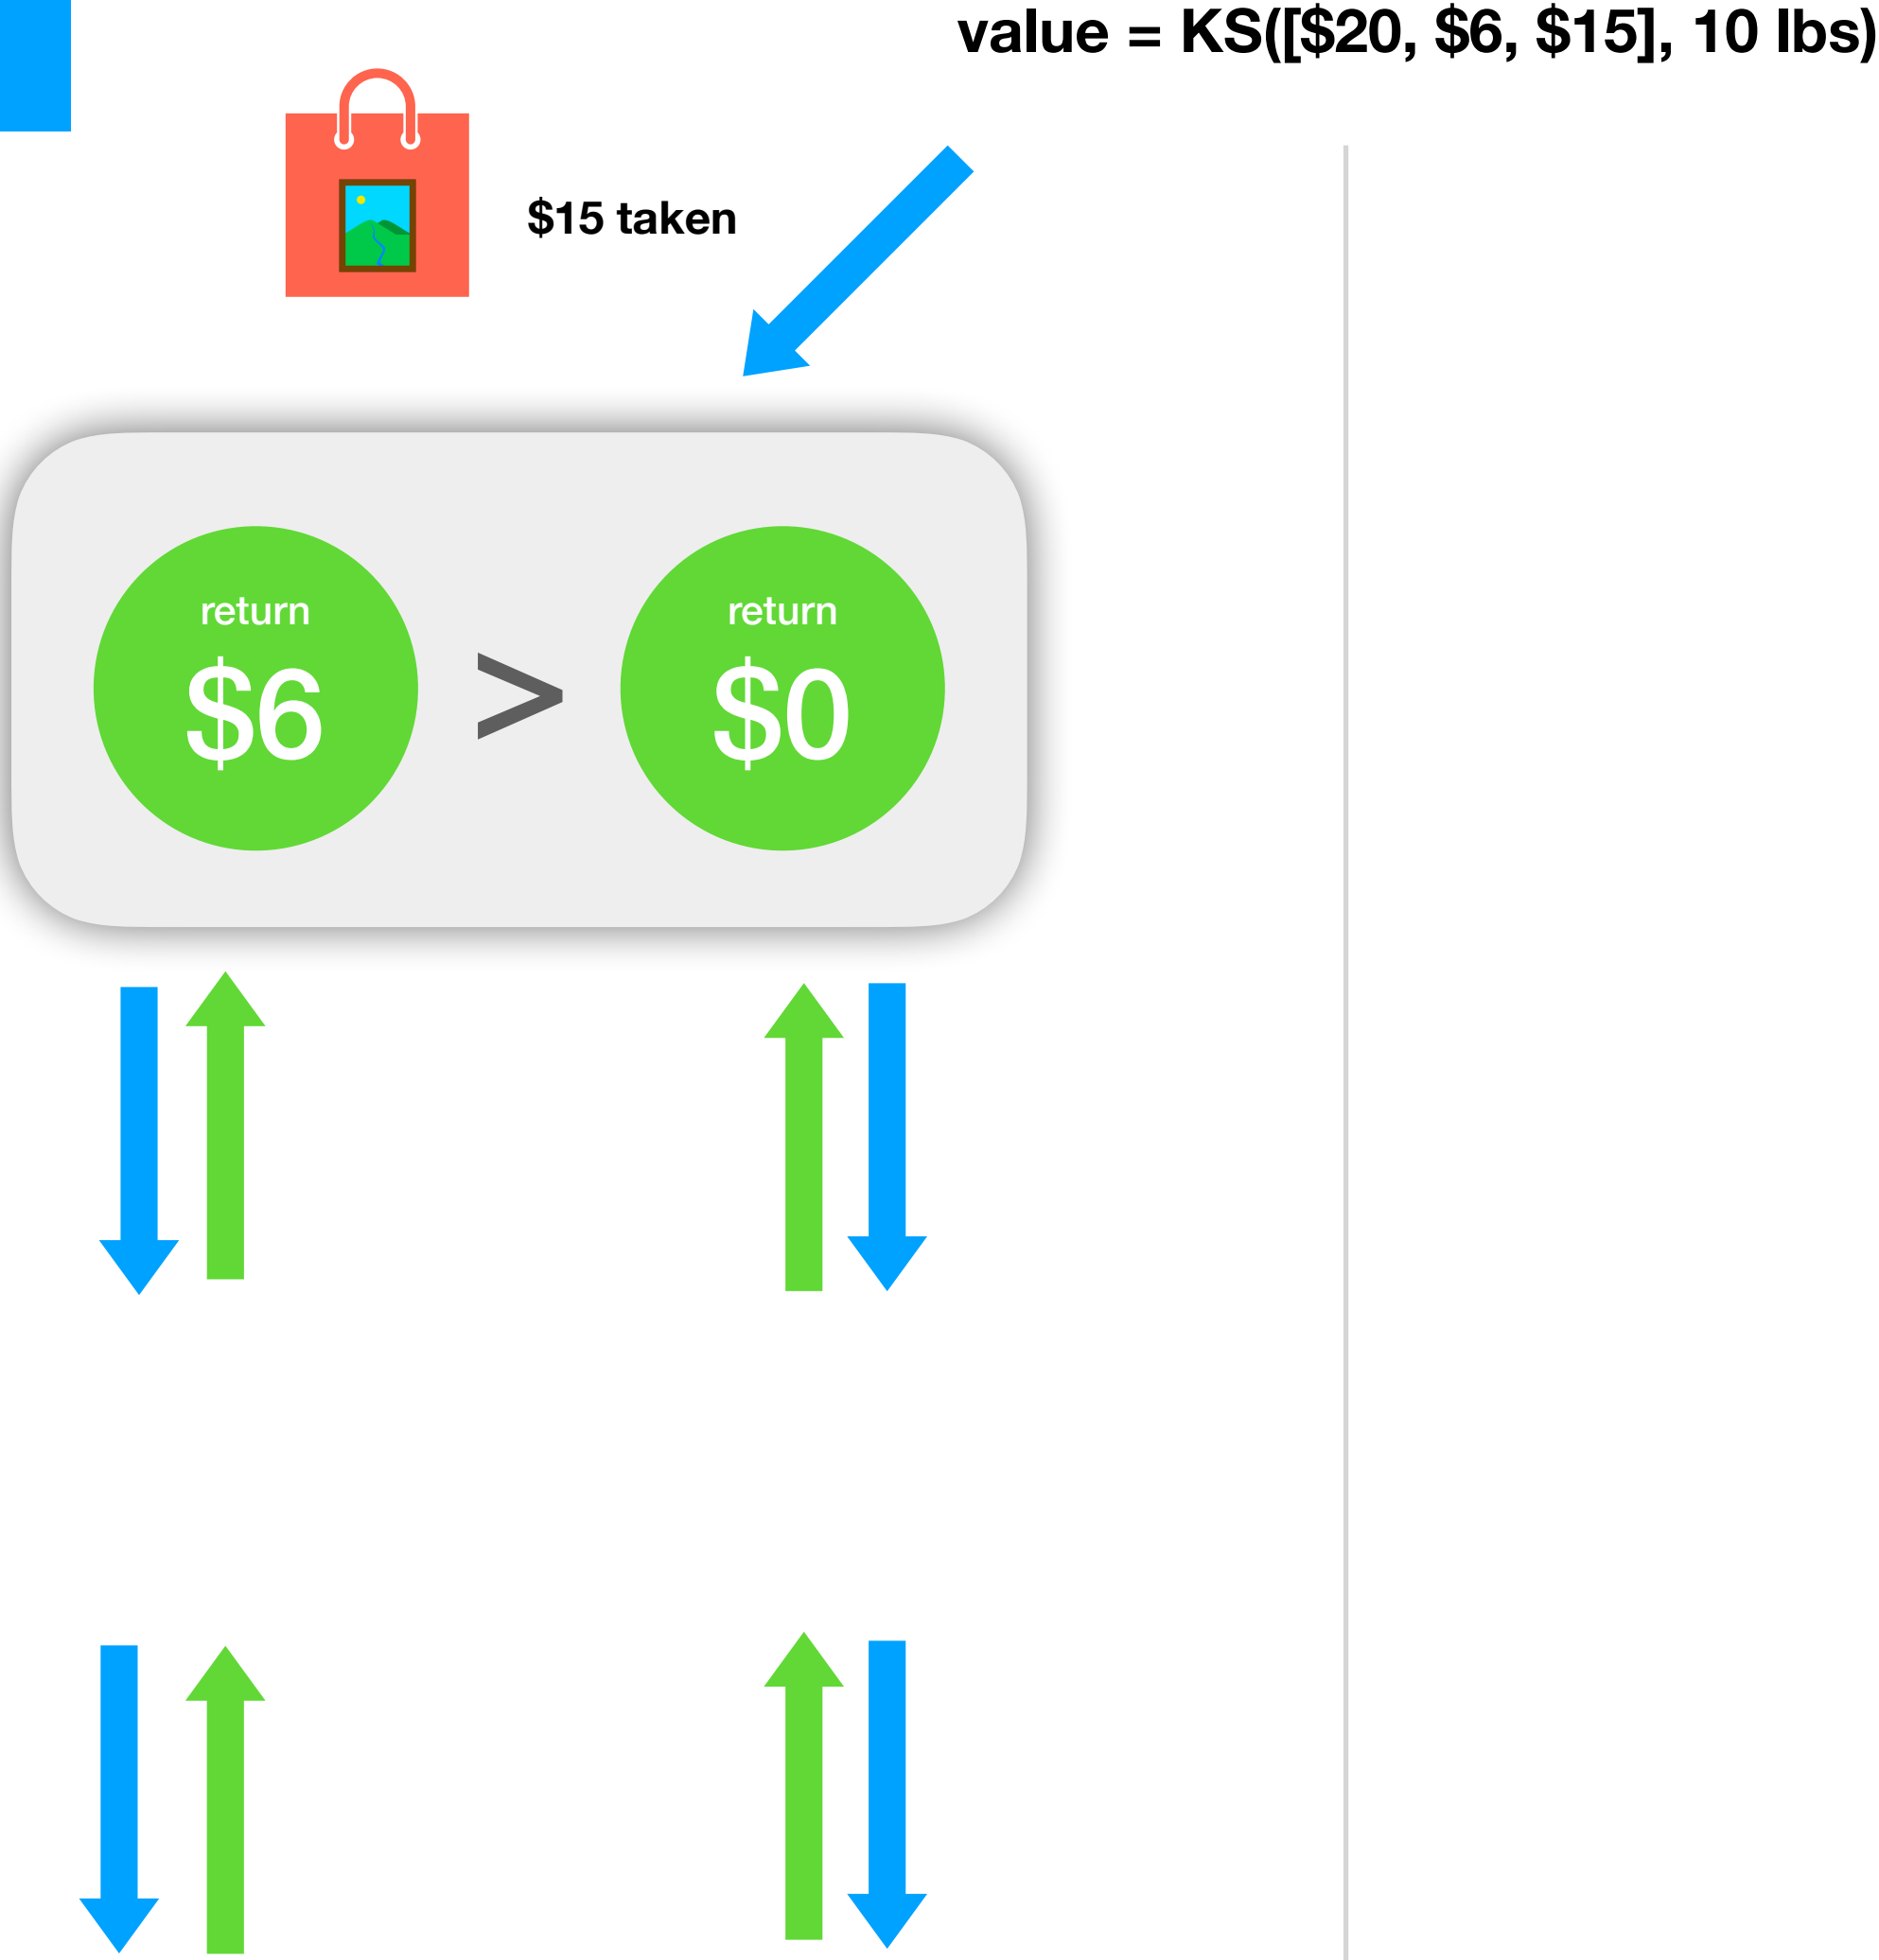 value = KS([$20, $6, $15], 10 lbs)
$15 taken
return
$6
>
return
$0